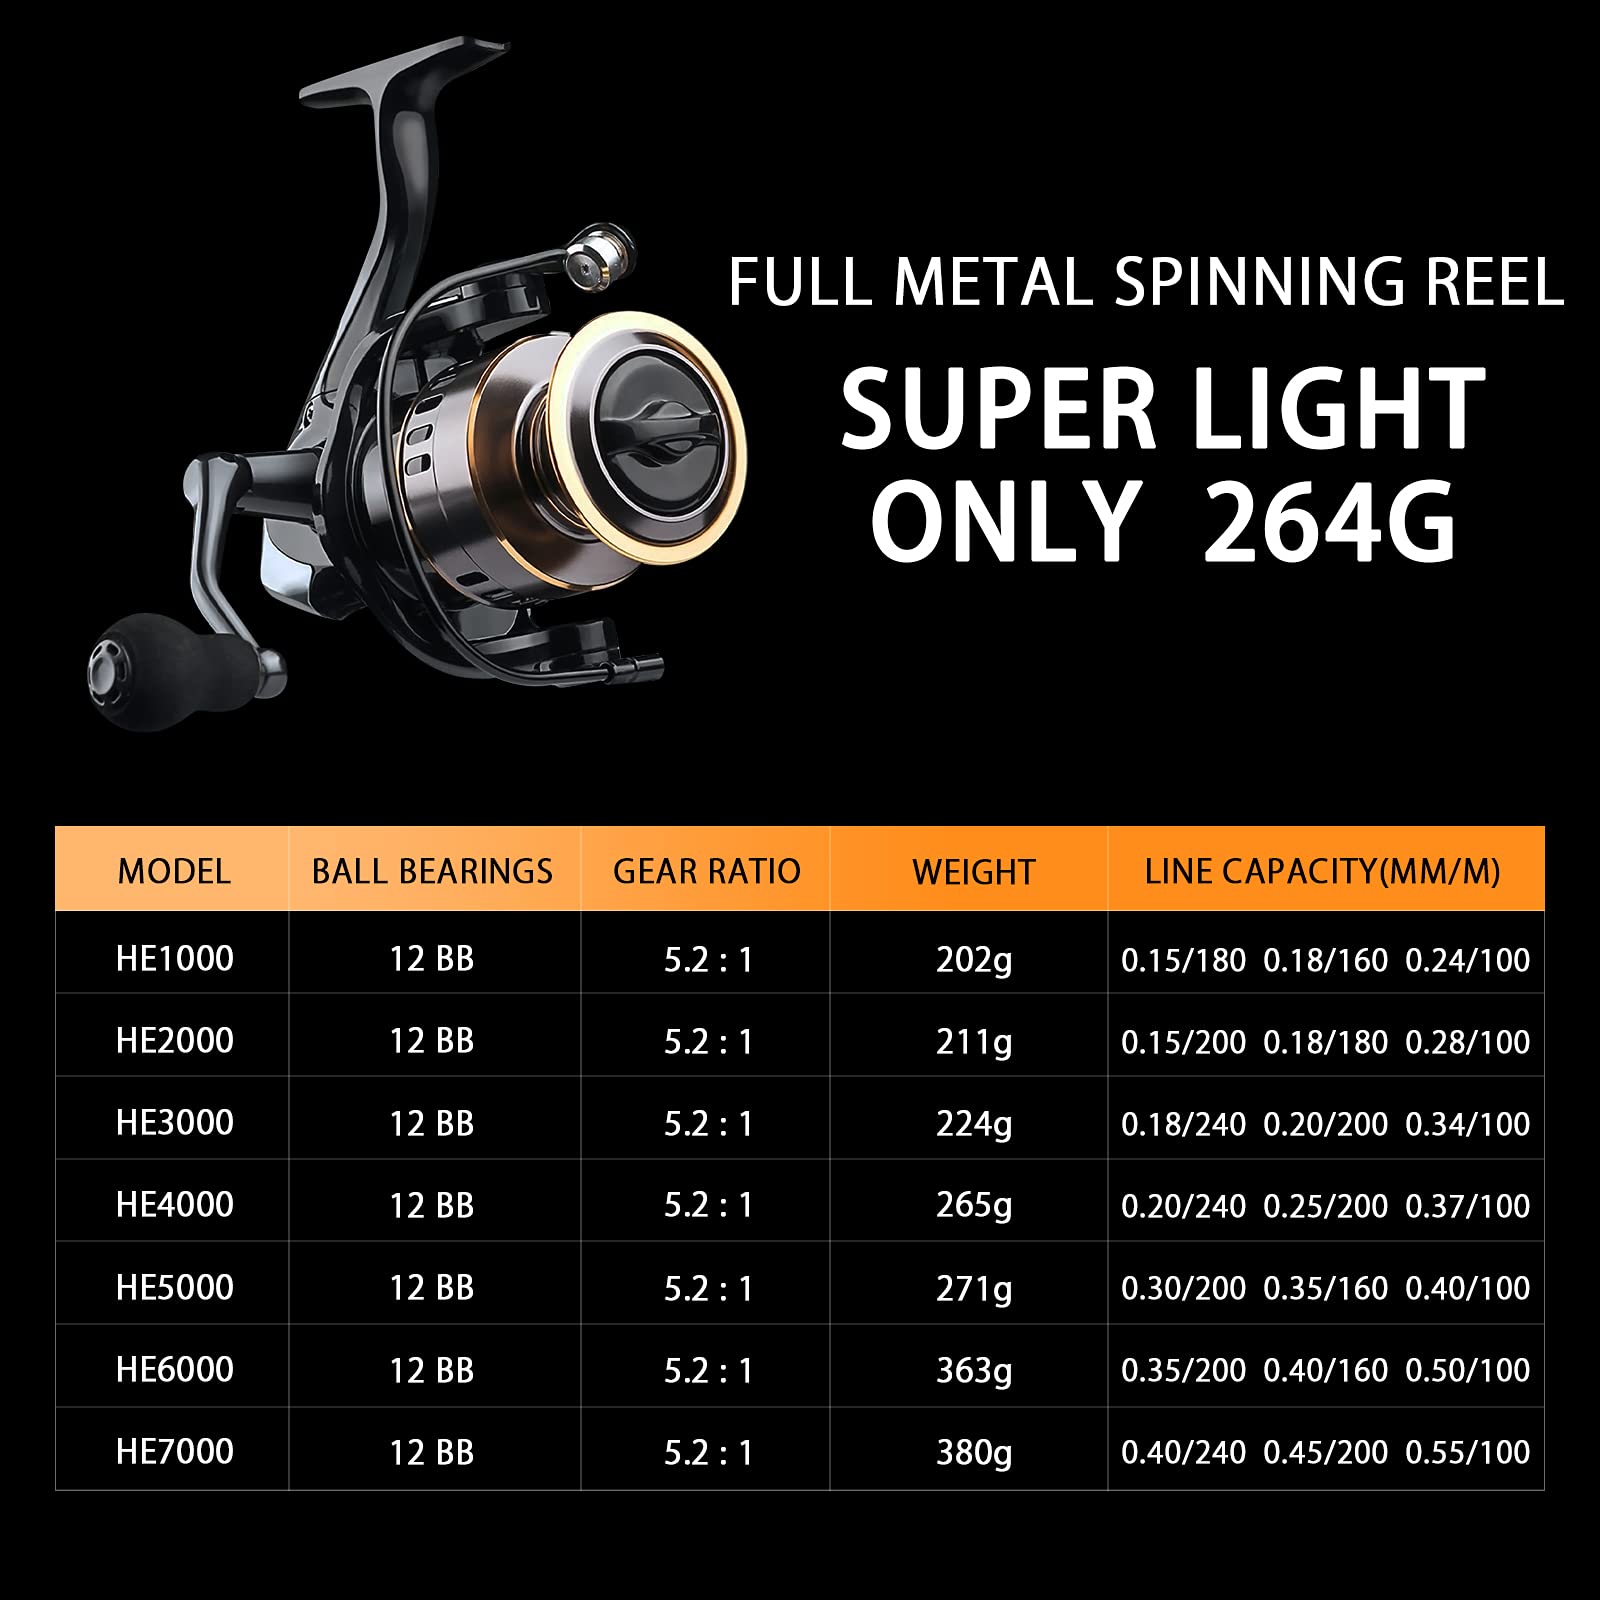 FULL METAL SPINNING REEL
SUPER LIGHT
ONLY 264G
MODEL BALL BEARINGS GEAR RATIO WEIGHT LINE CAPACITY(MM/M)
HE1000 12 BB 5.2 : 1 202g 0.15/180 0.18/160 0.24/100
HE2000 12 BB 5.2 : 1 211g 0.15/200 0.18/180 0.28/100
HE3000 12 BB 5.2 : 1 224g 0.18/240 0.20/200 0.34/100
HE4000 12 BB 5.2 : 1 265g 0.20/240 0.25/200 0.37/100
HE5000 12 BB 5.2 : 1 271g 0.30/200 0.35/160 0.40/100
HE6000 12 BB 5.2 : 1 363g 0.35/200 0.40/160 0.50/100
HE7000 12 BB 5.2 : 1 380g 0.40/240 0.45/200 0.55/100